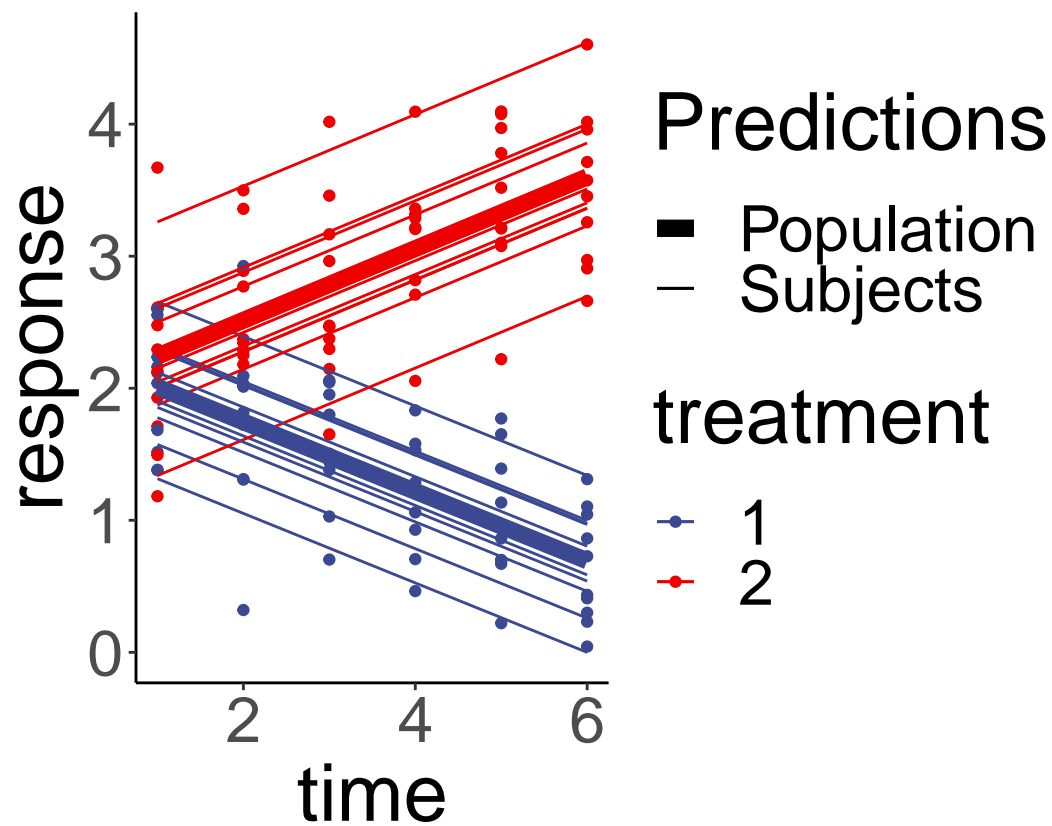 response
4
3
2
1
0
2
4
6
time
Predictions
Population
Subjects
treatment
1
2